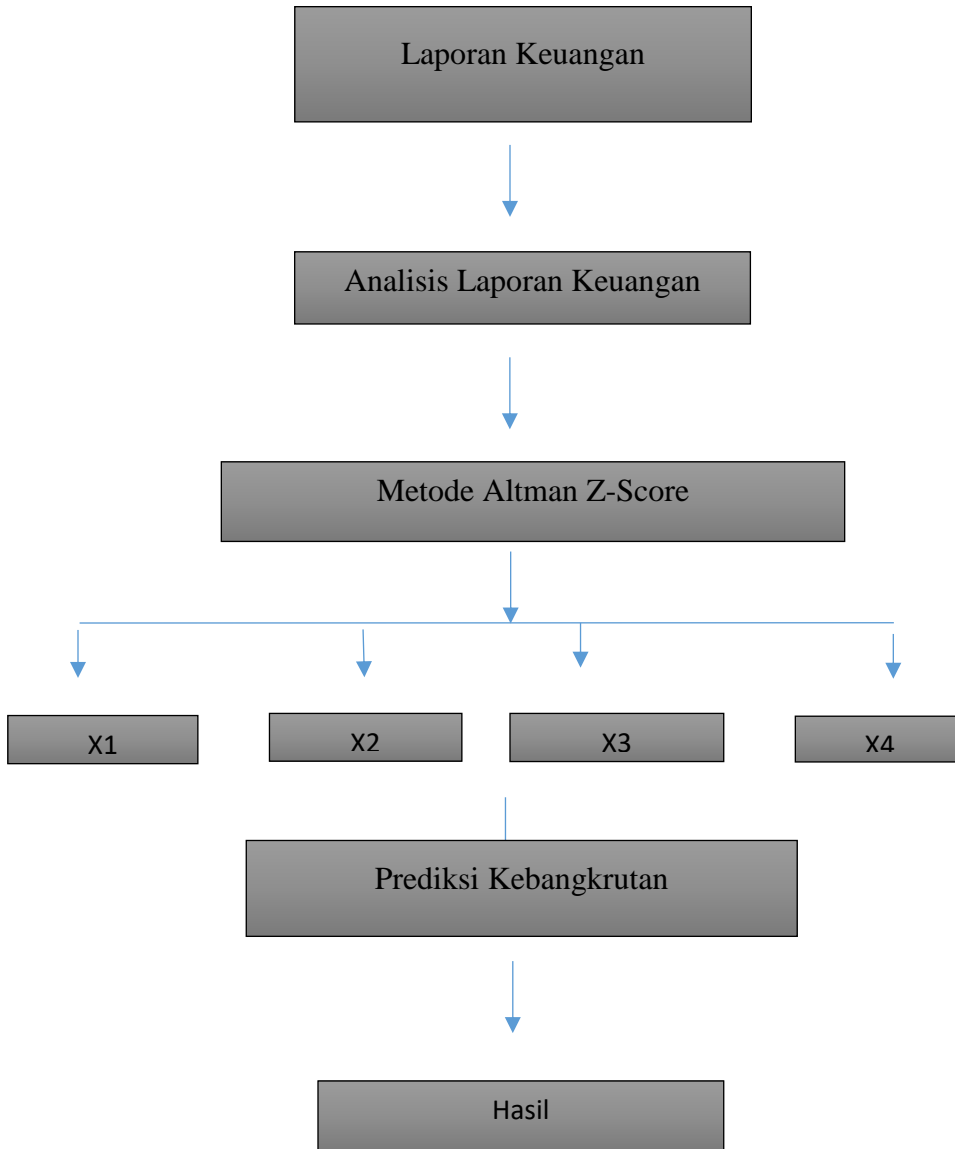 Laporan Keuangan
Analisis Laporan Keuangan
Metode Altman Z-Score
X1
X2
X3
X4
Prediksi Kebangkrutan
Hasil